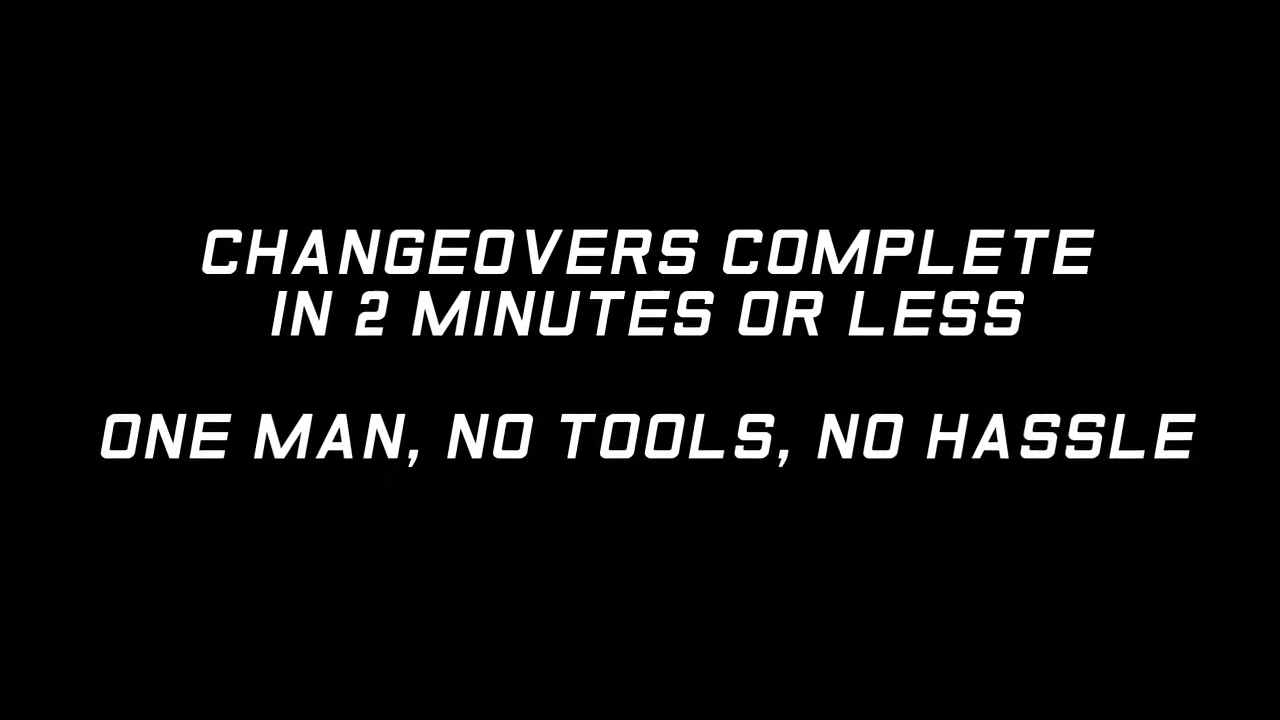 CHANGEOVERS COMPLETE
IN 2 MINUTES OR LESS
ONE MAN, NO TOOLS, NO HASSLE